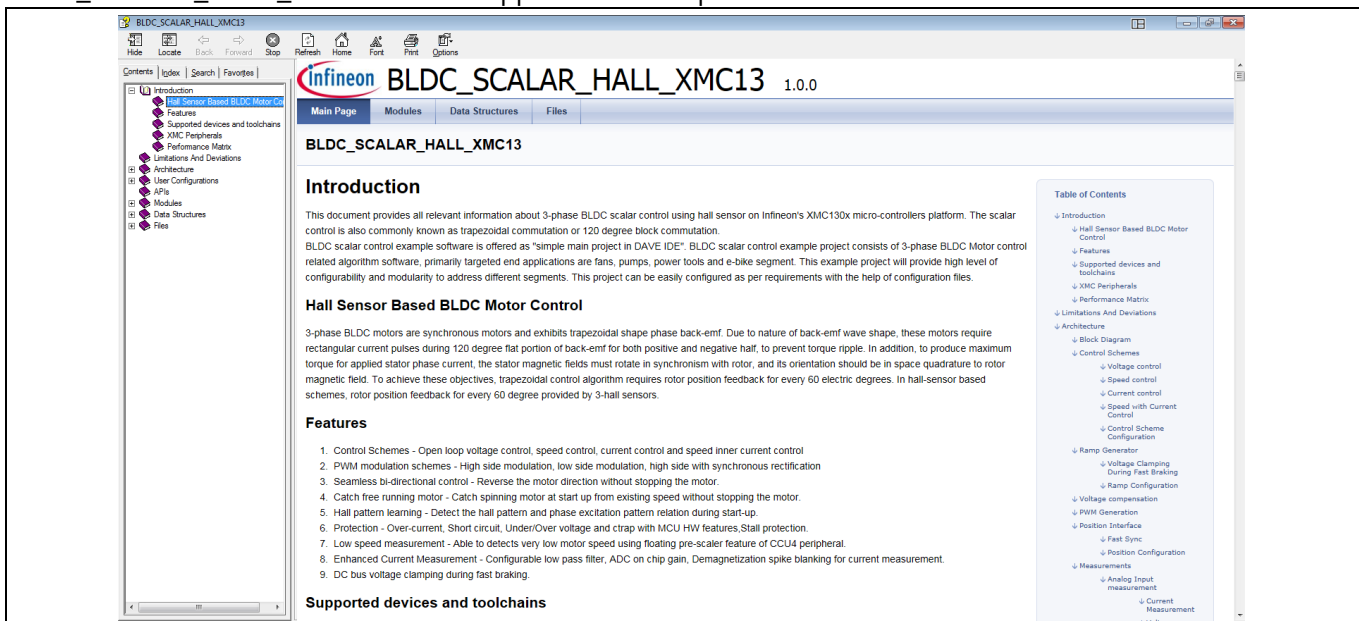 BLDC_SCALAR_HALL_XMC13
Hide Locate Back Forward Stop Refresh Home Font Print Options
Contents Index Search Favorites
Introduction
Hall Sensor Based BLDC Motor Co
Features
Supported devices and toolchains
XMC Peripherals
Performance Matrix
Limitations And Deviations
Architecture
User Configurations
APIs
Modules
Data Structures
Files
infineon BLDC_SCALAR_HALL_XMC13 1.0.0
Main Page Modules Data Structures Files
BLDC_SCALAR_HALL_XMC13
Introduction
This document provides all relevant information about 3-phase BLDC scalar control using hall sensor on Infineon's XMC130x micro-controllers platform. The scalar
control is also commonly known as trapezoidal commutation or 120 degree block commutation.
BLDC scalar control example software is offered as "simple main project in DAVE IDE". BLDC scalar control example project consists of 3-phase BLDC Motor control
related algorithm software, primarily targeted end applications are fans, pumps, power tools and e-bike segment. This example project will provide high level of
configurability and modularity to address different segments. This project can be easily configured as per requirements with the help of configuration files.
Hall Sensor Based BLDC Motor Control
3-phase BLDC motors are synchronous motors and exhibits trapezoidal shape phase back-emf. Due to nature of back-emf wave shape, these motors require
rectangular current pulses during 120 degree flat portion of back-emf for both positive and negative half, to prevent torque ripple. In addition, to produce maximum
torque for applied stator phase current, the stator magnetic fields must rotate in synchronism with rotor, and its orientation should be in space quadrature to rotor
magnetic field. To achieve these objectives, trapezoidal control algorithm requires rotor position feedback for every 60 electric degrees. In hall-sensor based
schemes, rotor position feedback for every 60 degree provided by 3-hall sensors.
Features
1. Control Schemes - Open loop voltage control, speed control, current control and speed inner current control
2. PWM modulation schemes - High side modulation, low side modulation, high side with synchronous rectification
3. Seamless bi-directional control - Reverse the motor direction without stopping the motor.
4. Catch free running motor - Catch spinning motor at start up from existing speed without stopping the motor.
5. Hall pattern learning - Detect the hall pattern and phase excitation pattern relation during start-up.
6. Protection - Over-current, Short circuit, Under/Over voltage and ctrap with MCU HW features,Stall protection.
7. Low speed measurement - Able to detects very low motor speed using floating pre-scaler feature of CCU4 peripheral.
8. Enhanced Current Measurement - Configurable low pass filter, ADC on chip gain, Demagnetization spike blanking for current measurement.
9. DC bus voltage clamping during fast braking.
Supported devices and toolchains
Table of Contents
↓ Introduction
↓ Hall Sensor Based BLDC Motor
Control
↓ Features
↓ Supported devices and
toolchains
↓ XMC Peripherals
↓ Performance Matrix
↓ Limitations And Deviations
↓ Architecture
↓ Block Diagram
↓ Control Schemes
↓ Voltage control
↓ Speed control
↓ Current control
↓ Speed with Current
Control
↓ Control Scheme
Configuration
↓ Ramp Generator
↓ Voltage Clamping
During Fast Braking
↓ Ramp Configuration
↓ Voltage compensation
↓ PWM Generation
↓ Position Interface
↓ Fast Sync
↓ Position Configuration
↓ Measurements
↓ Analog Input
measurement
↓ Current
Measurement